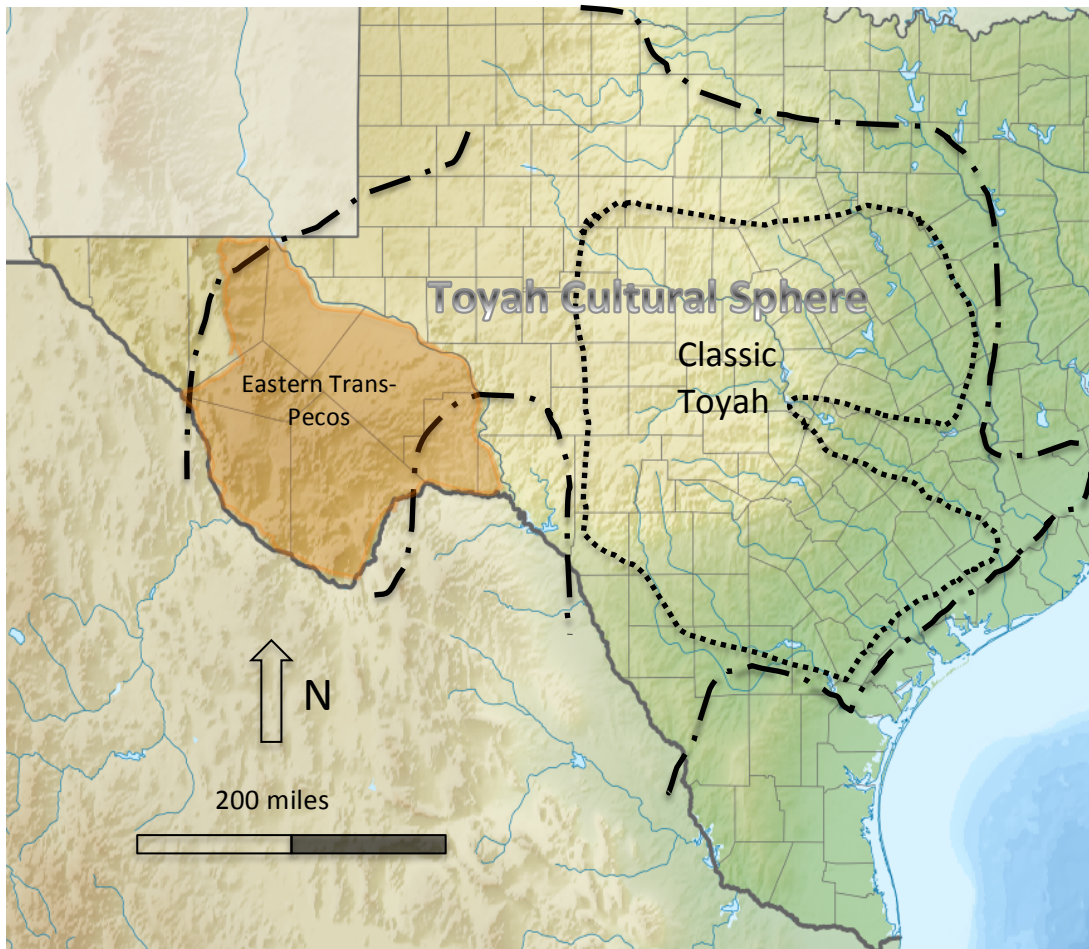 Toyah Cultural Sphere
Classic
Toyah
Eastern Trans-
Pecos
N
200 miles